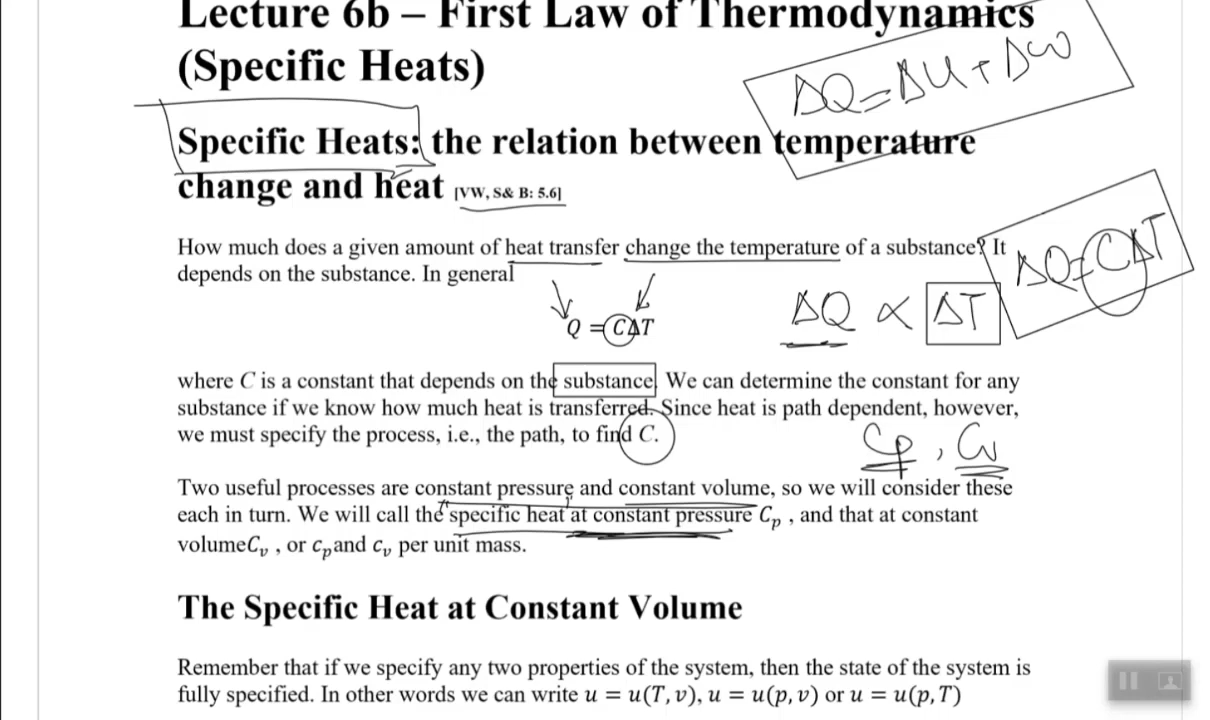 Lecture 6b – First Law of Thermodynamics
(Specific Heats)
ΔQ = ΔU + ΔW
Specific Heats: the relation between temperature
change and heat [VW, S& B: 5.6]
How much does a given amount of heat transfer change the temperature of a substance? It
depends on the substance. In general
ΔQ = CΔT
Q = CΔT
ΔQ ∝ ΔT
where C is a constant that depends on the substance. We can determine the constant for any
substance if we know how much heat is transferred. Since heat is path dependent, however,
we must specify the process, i.e., the path, to find C.
Cp, Cv
Two useful processes are constant pressure and constant volume, so we will consider these
each in turn. We will call the specific heat at constant pressure Cp , and that at constant
volumeCv , or cpand cv per unit mass.
The Specific Heat at Constant Volume
Remember that if we specify any two properties of the system, then the state of the system is
fully specified. In other words we can write u = u(T, v), u = u(p, v) or u = u(p, T)